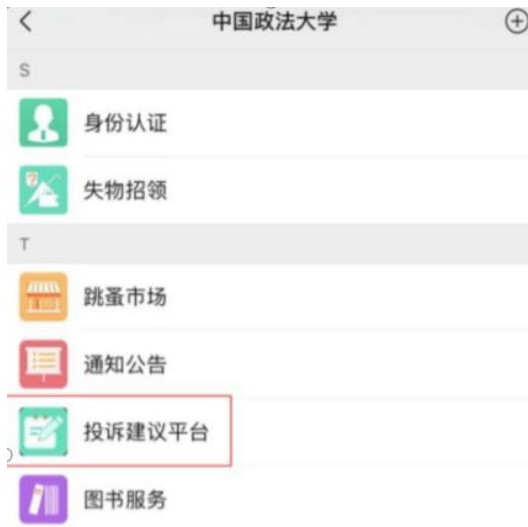 中国政法大学
S
身份认证
失物招领
T
跳蚤市场
通知公告
投诉建议平台
图书服务